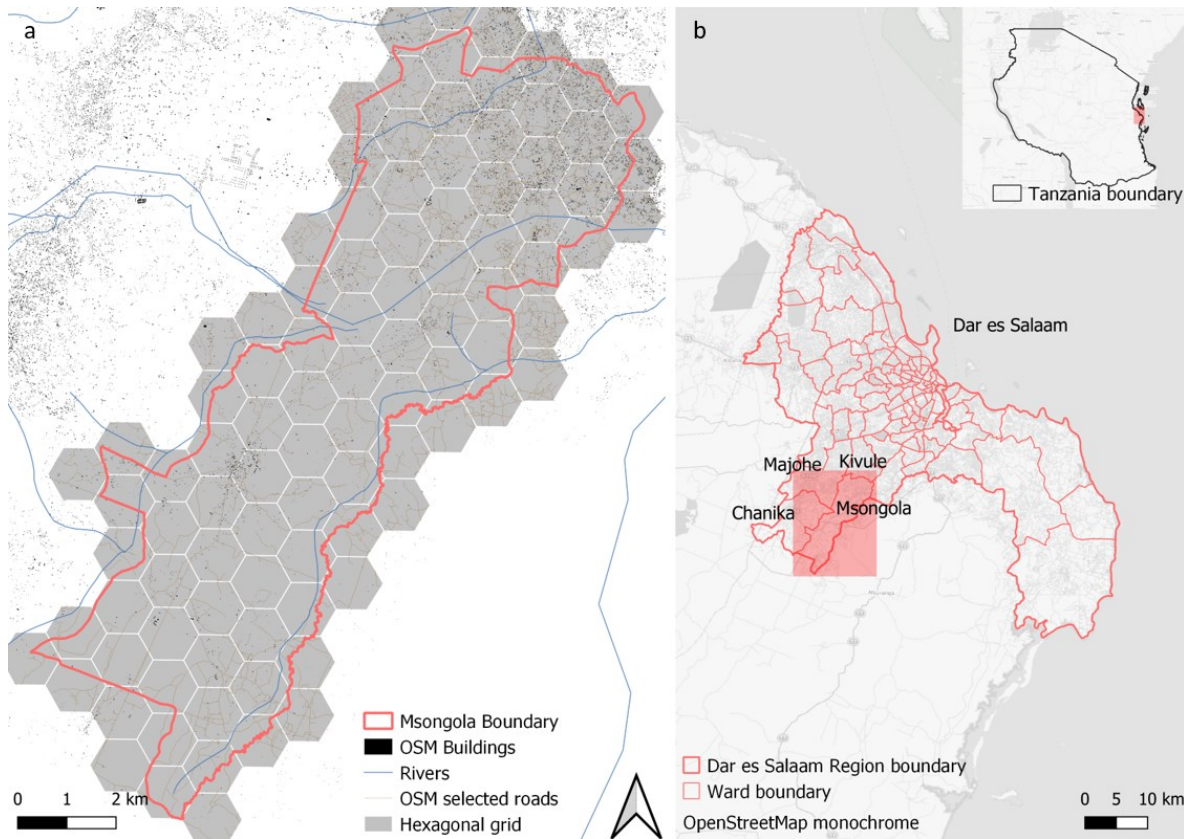 a
Msongola Boundary
OSM Buildings
Rivers
OSM selected roads
Hexagonal grid
0 1 2 km
b
Tanzania boundary
Dar es Salaam
Majohe
Kivule
Chanika
Msongola
Dar es Salaam Region boundary
Ward boundary
OpenStreetMap monochrome
0 5 10 km